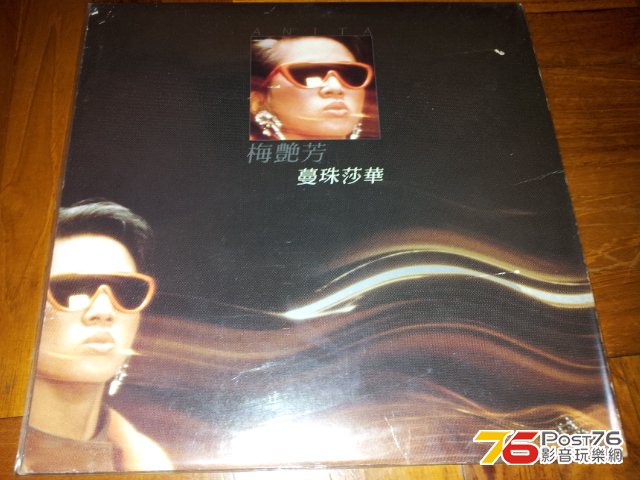 ANITA
梅艷芳
蔓珠莎華
76 Post76
影音玩樂網